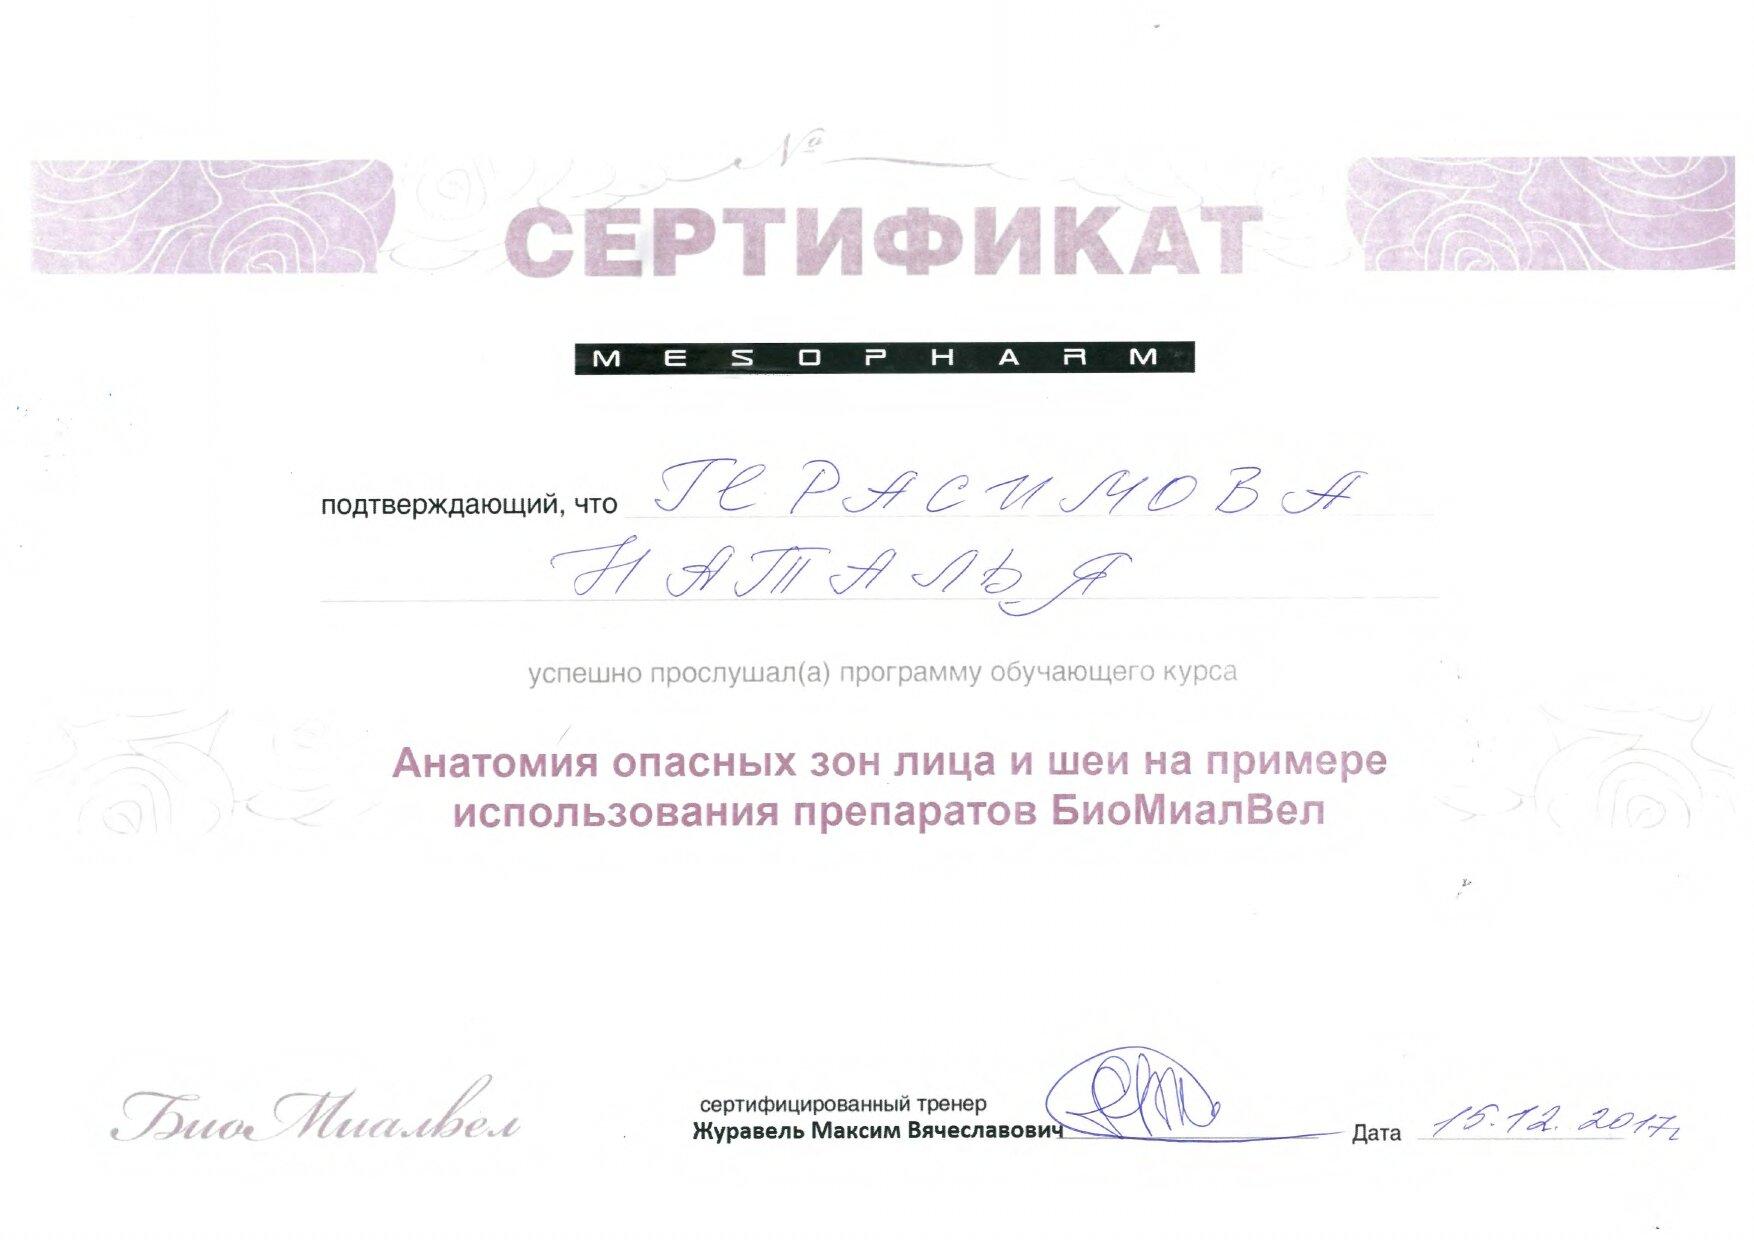 №
СЕРТИФИКАТ
MESOPHARM
подтверждающий, что ГЕРАСИМОВА
НАТАЛЬЯ
успешно прослушал(а) программу обучающего курса
Анатомия опасных зон лица и шеи на примере
использования препаратов БиоМиалВел
БиоМиалвел
сертифицированный тренер
Журавель Максим Вячеславович
Дата 15.12.2017г